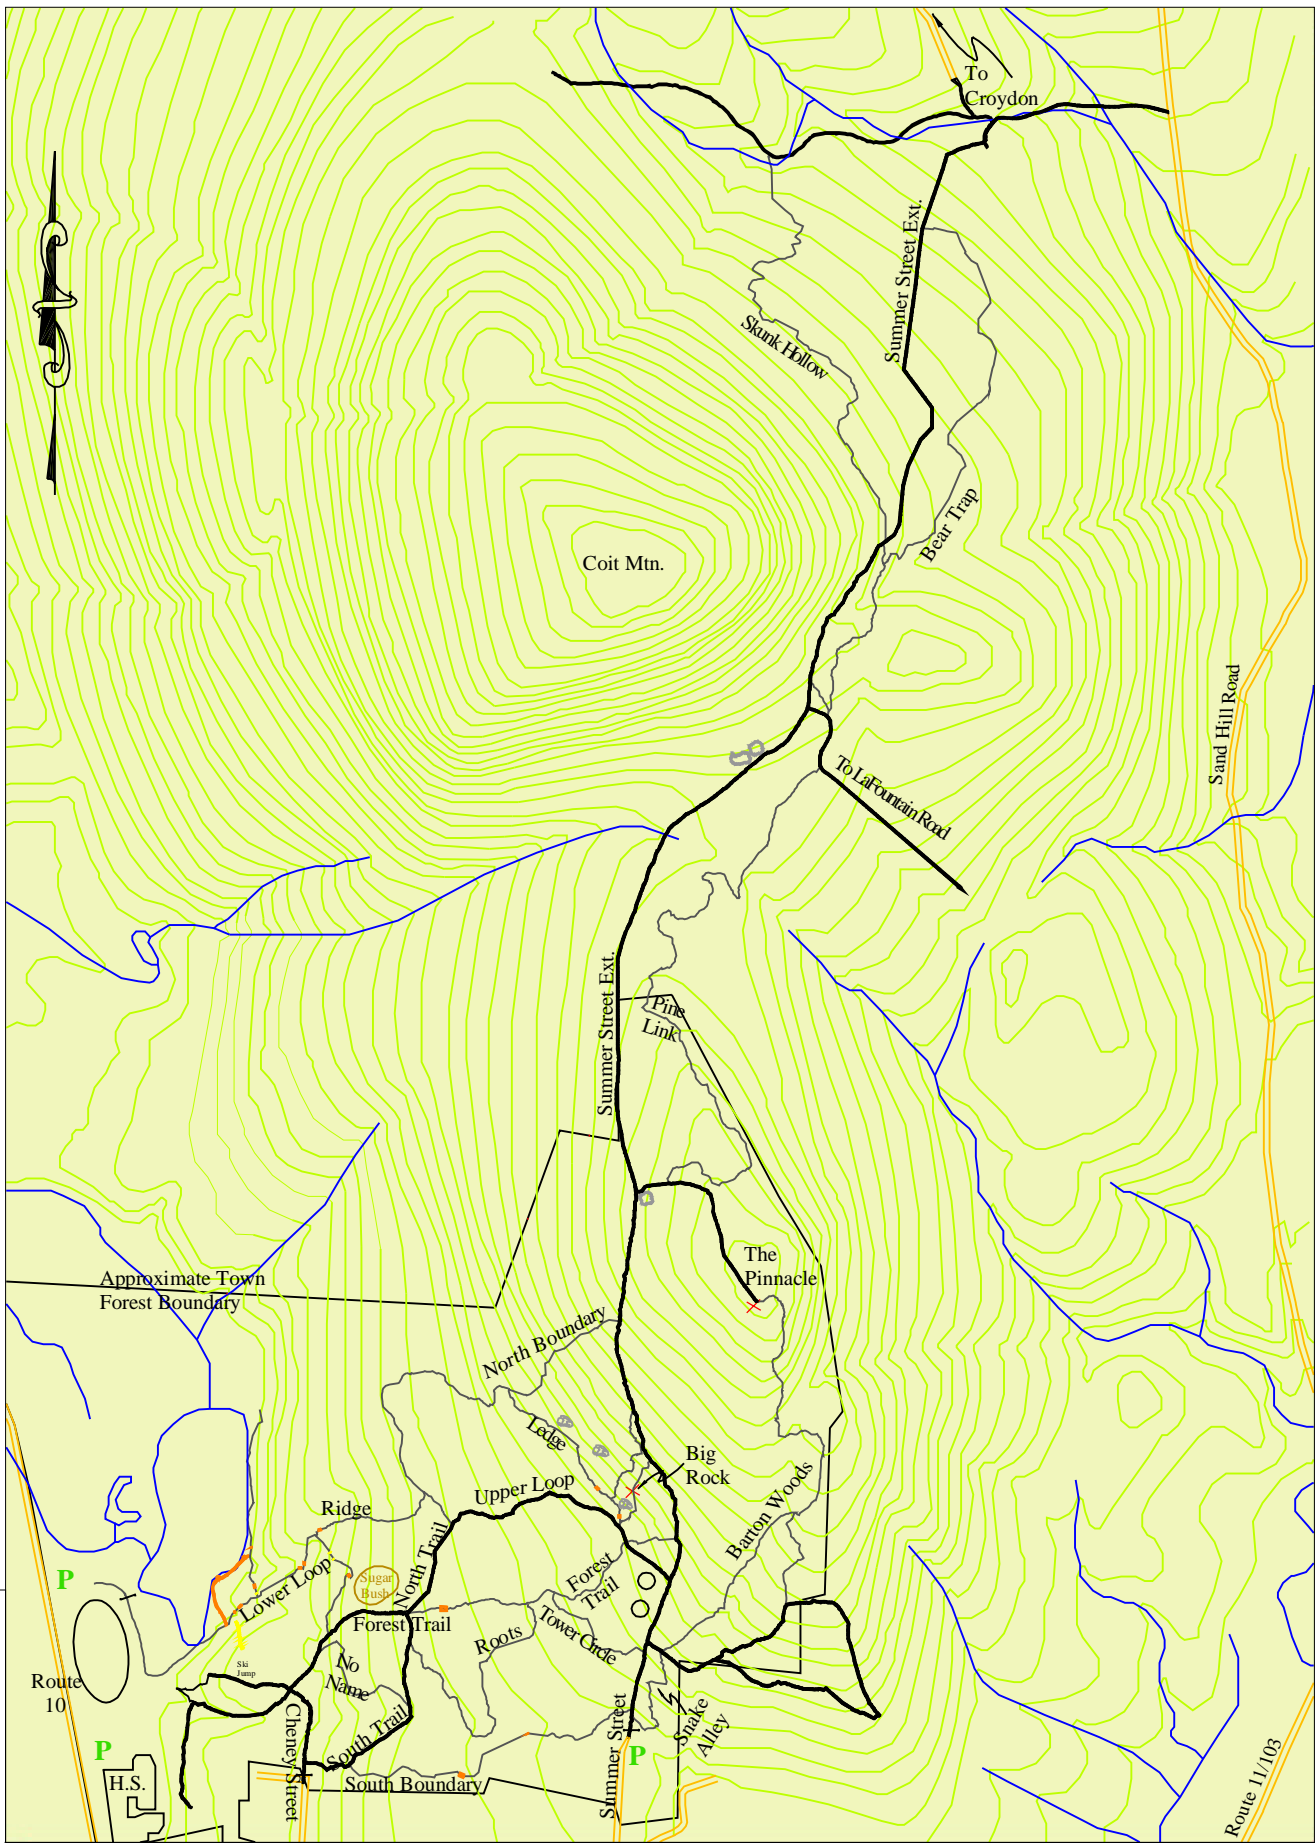 To
Croydon
Summer Street Ext.
Skunk Hollow
Bear Trap
Coit Mtn.
Sand Hill Road
To LaFountain Road
Summer Street Ext.
Pine
Link
The
Pinnacle
Approximate Town
Forest Boundary
North Boundary
Ledge
Big
Rock
Upper Loop
Ridge
Barton Woods
North Trail
Lower Loop
Sugar
Bush
Forest
Trail
P
Forest Trail
Tower Circle
Roots
No
Name
Ski
Jump
Route
10
Cheney Street
South Trail
Summer Street
Snake
Alley
P
P
H.S.
South Boundary
Route 11/103